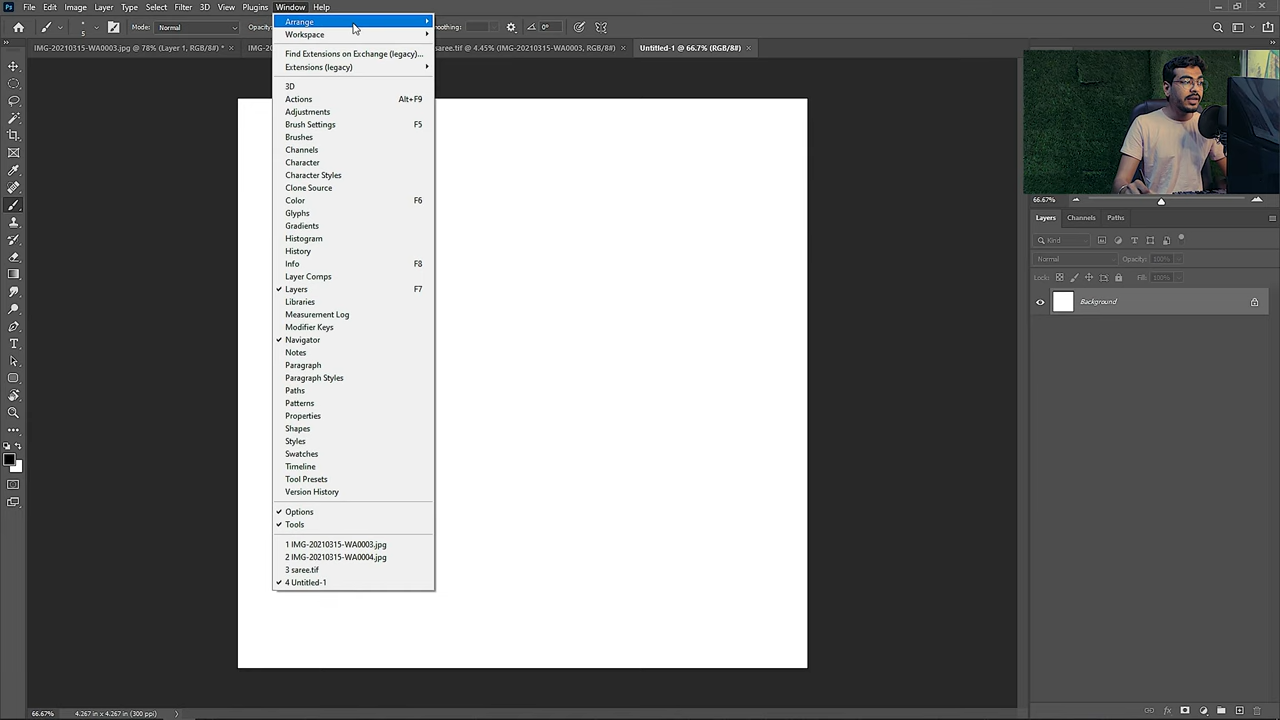 Ps File Edit Image Layer Type Select Filter 3D View Plugins Window Help
5 Mode: Normal Opacity: 0°
IMG-20210315-WA0003.jpg @ 78% (Layer 1, RGB/8#) * ×
saree.tif @ 4.45% (IMG-20210315-WA0003, RGB/8#) ×
Untitled-1 @ 66.7% (RGB/8#) ×
Arrange
Workspace
Find Extensions on Exchange (legacy)...
Extensions (legacy)
3D
Actions Alt+F9
Adjustments
Brush Settings F5
Brushes
Channels
Character
Character Styles
Clone Source
Color F6
Glyphs
Gradients
Histogram
History
Info F8
Layer Comps
Layers F7
Libraries
Measurement Log
Modifier Keys
Navigator
Notes
Paragraph
Paragraph Styles
Paths
Patterns
Properties
Shapes
Styles
Swatches
Timeline
Tool Presets
Version History
Options
Tools
1 IMG-20210315-WA0003.jpg
2 IMG-20210315-WA0004.jpg
3 saree.tif
4 Untitled-1
66.67%
Layers Channels Paths
Kind
Normal Opacity: 100%
Lock: Fill: 100%
Background
66.67% 4.267 in x 4.267 in (300 ppi)